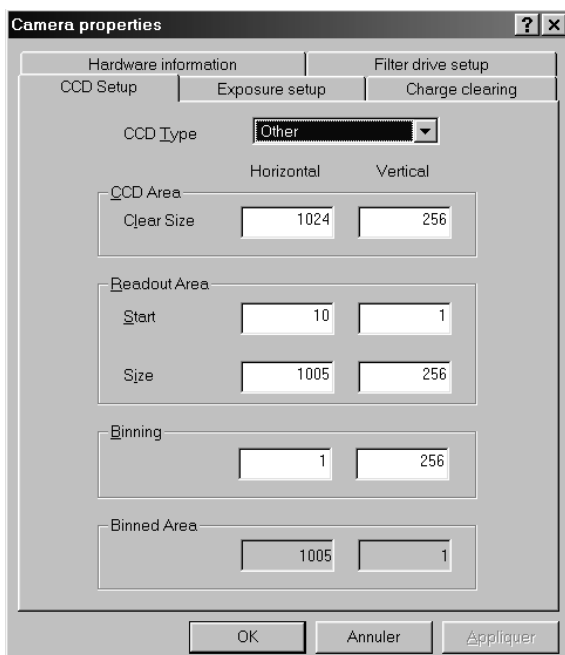 Camera properties
Hardware information Filter drive setup
CCD Setup Exposure setup Charge clearing
CCD Type Other
Horizontal Vertical
CCD Area
Clear Size 1024 256
Readout Area
Start 10 1
Size 1005 256
Binning
1 256
Binned Area
1005 1
OK Annuler Appliquer